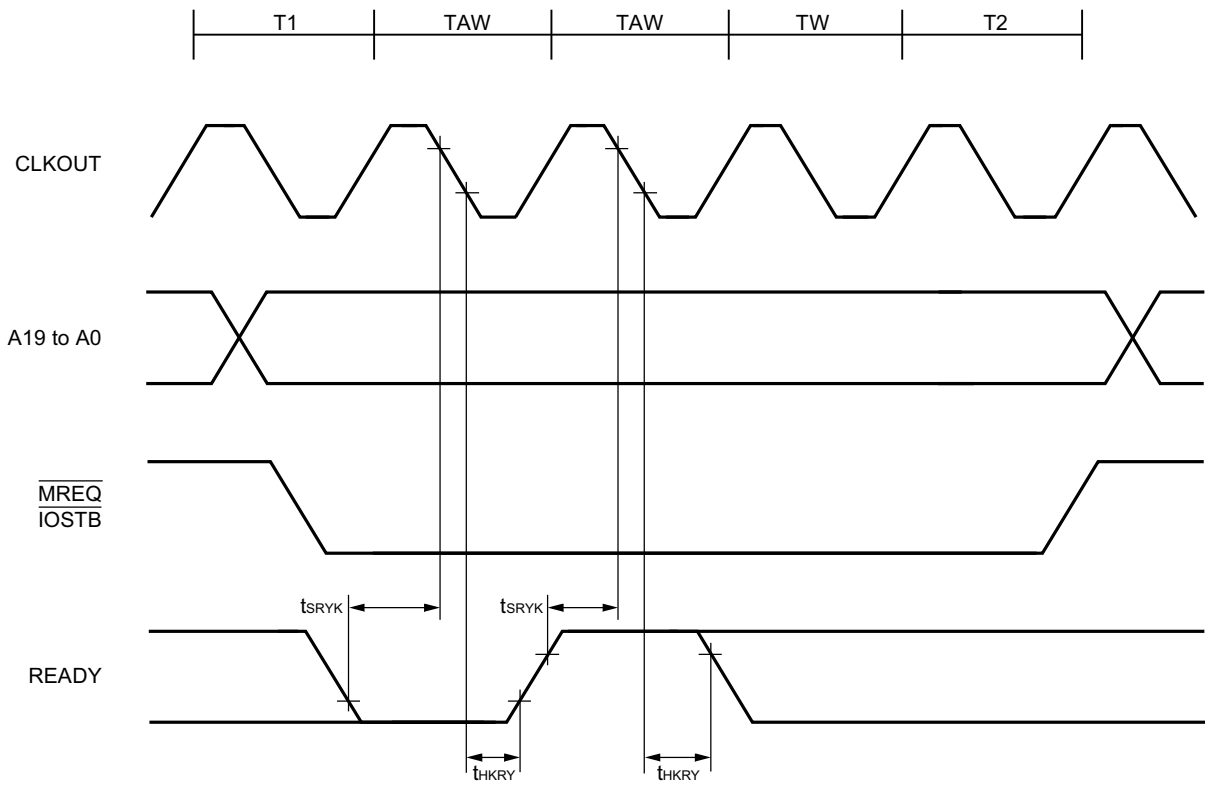 T1 TAW TAW TW T2
CLKOUT
A19 to A0
MREQ
IOSTB
tSRYK tSRYK
READY
tHKRY tHKRY